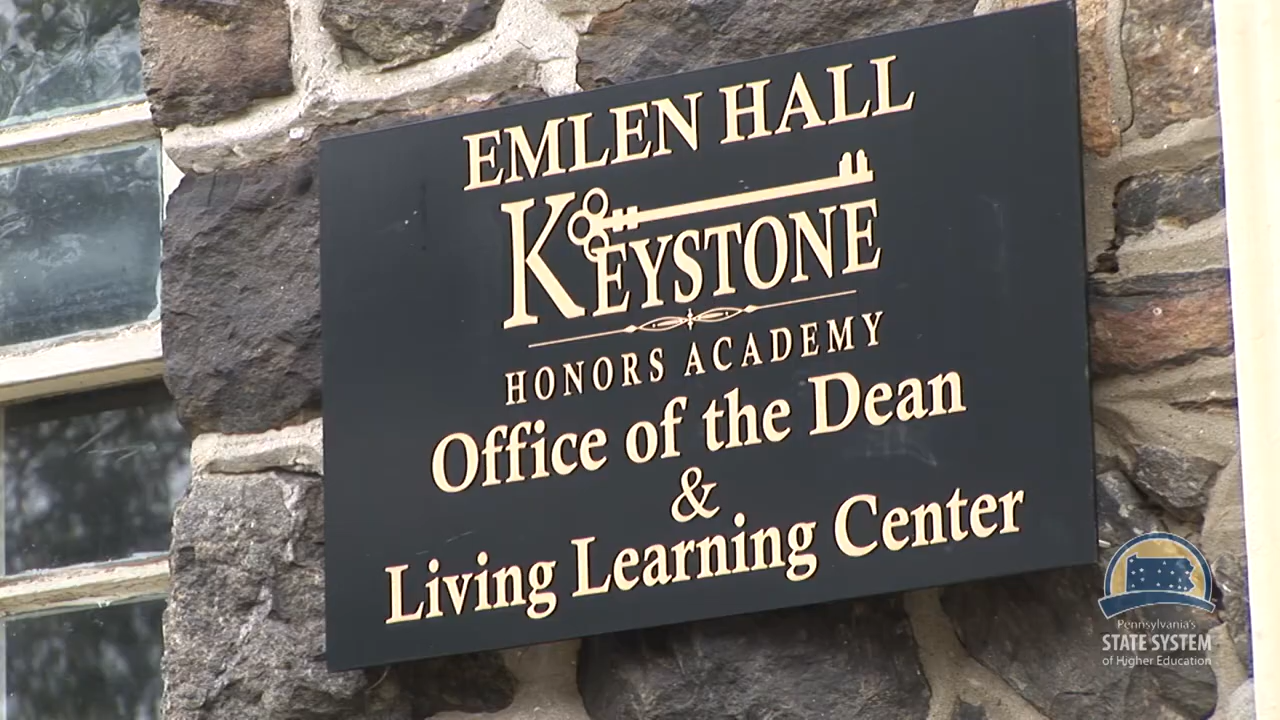 EMLEN HALL
KEYSTONE
HONORS ACADEMY
Office of the Dean
&
Living Learning Center
Pennsylvania's
STATE SYSTEM
of Higher Education